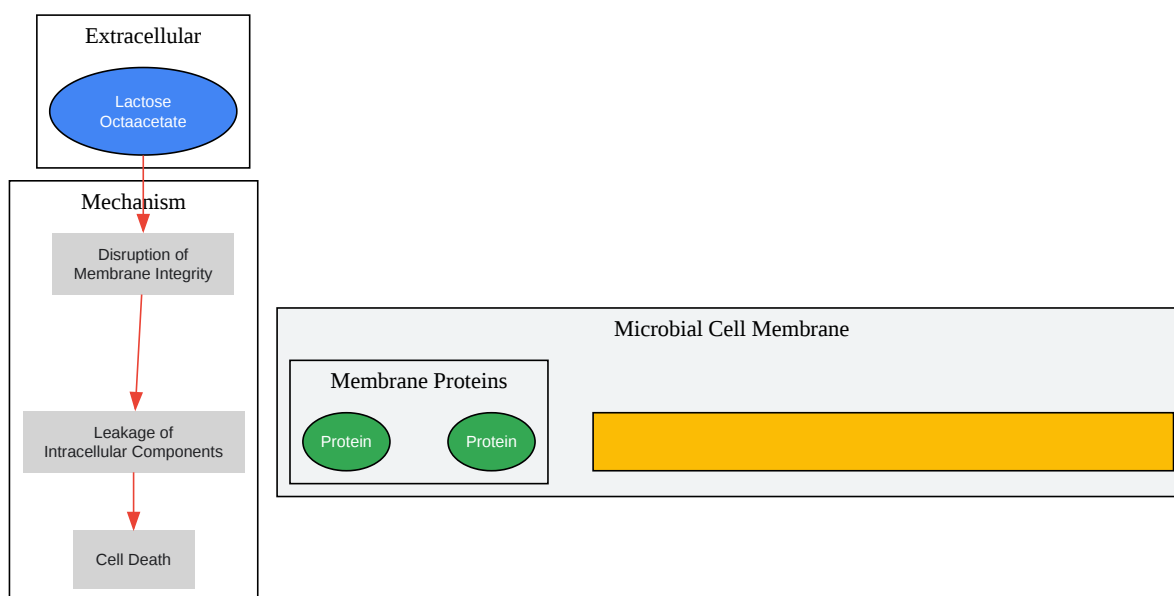 Extracellular
Lactose
Octaacetate
Mechanism
Disruption of
Membrane Integrity
Leakage of
Intracellular Components
Cell Death
Microbial Cell Membrane
Membrane Proteins
Protein
Protein